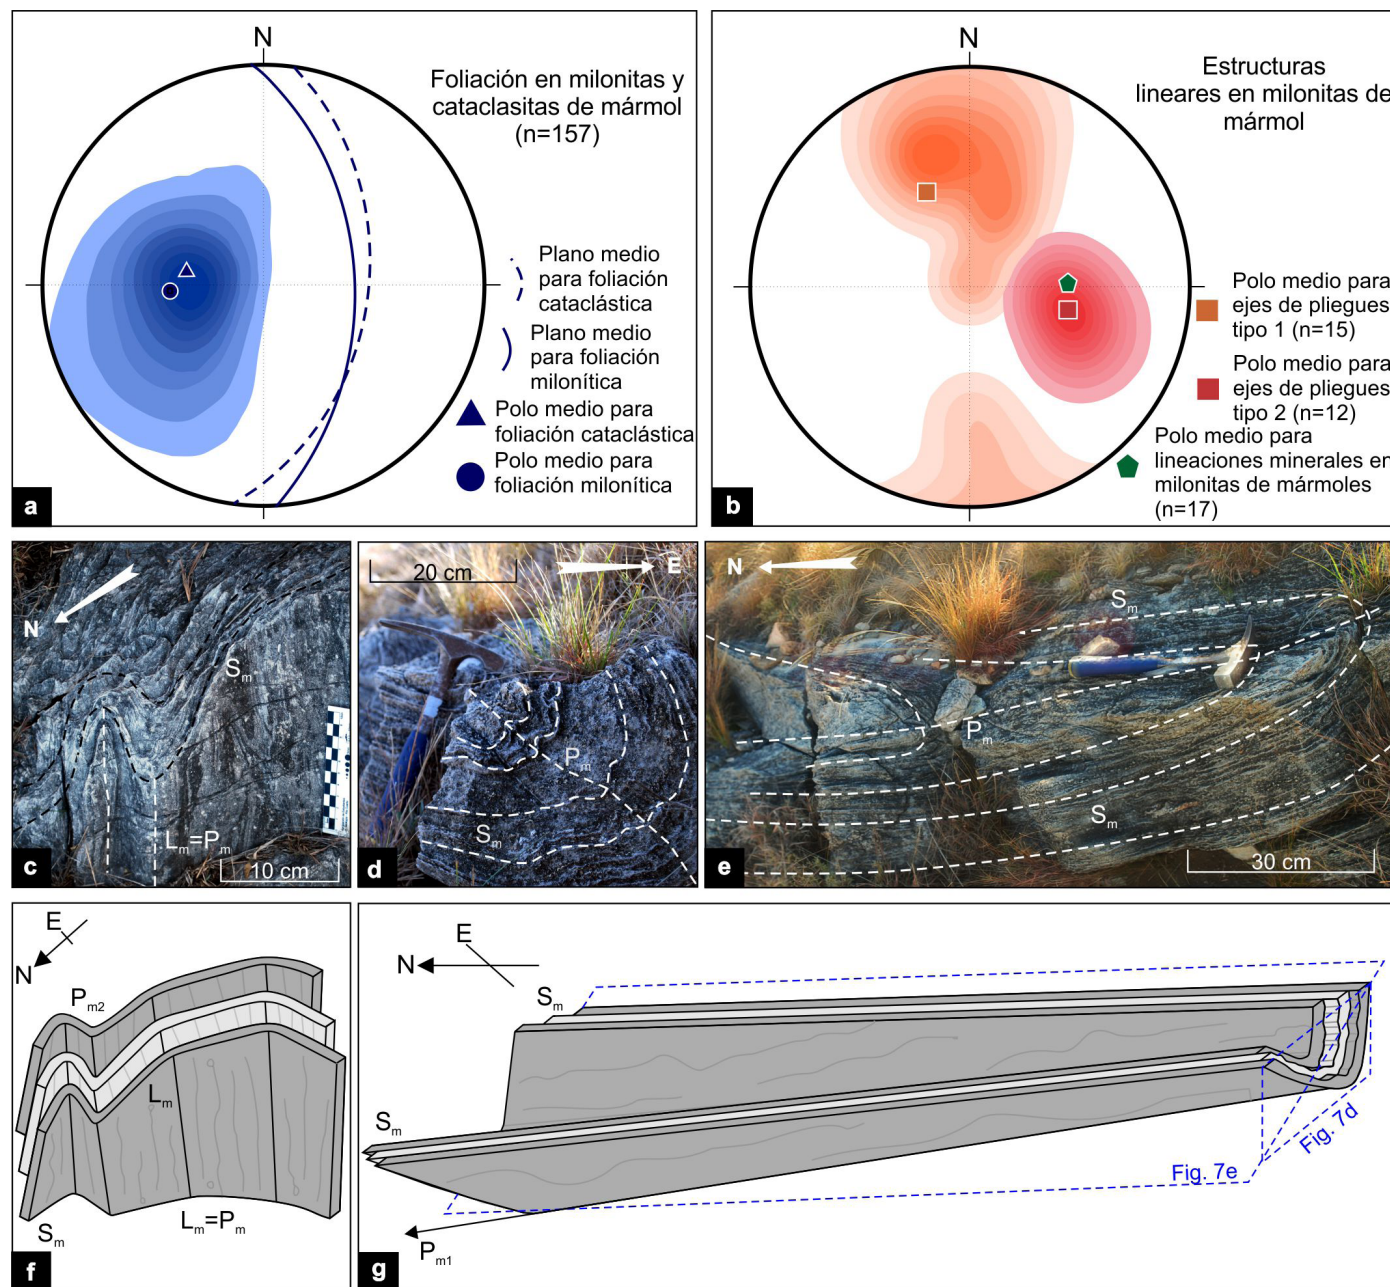 N
Foliación en milonitas y
cataclasitas de mármol
(n=157)
Plano medio
para foliación
cataclástica
Plano medio
para foliación
milonítica
Polo medio para
foliación cataclástica
Polo medio para
foliación milonítica
a
N
Estructuras
lineares en milonitas de
mármol
Polo medio para
ejes de pliegues
tipo 1 (n=15)
Polo medio para
ejes de pliegues
tipo 2 (n=12)
Polo medio para
lineaciones minerales en
milonitas de mármoles
(n=17)
b
N
Sm
Lm=Pm
10 cm
c
20 cm
E
Pm
Sm
d
N
Sm
Pm
Sm
30 cm
e
E
N
Pm2
Lm
Sm
Lm=Pm
f
E
N
Sm
Sm
Fig. 7d
Fig. 7e
Pm1
g